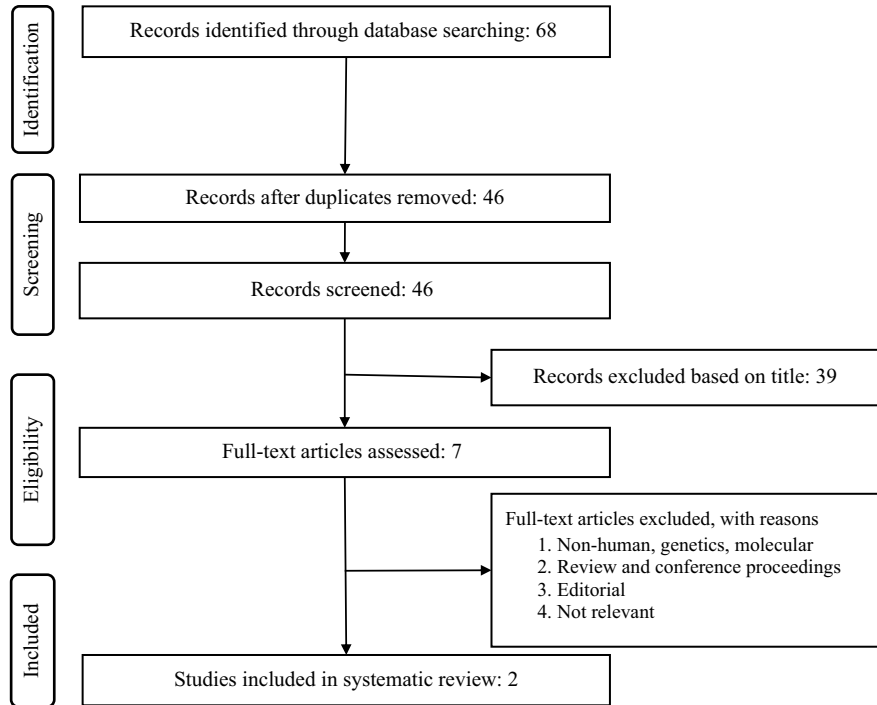 Identification
Records identified through database searching: 68
Screening
Records after duplicates removed: 46
Records screened: 46
Records excluded based on title: 39
Eligibility
Full-text articles assessed: 7
Full-text articles excluded, with reasons
1. Non-human, genetics, molecular
2. Review and conference proceedings
3. Editorial
4. Not relevant
Included
Studies included in systematic review: 2